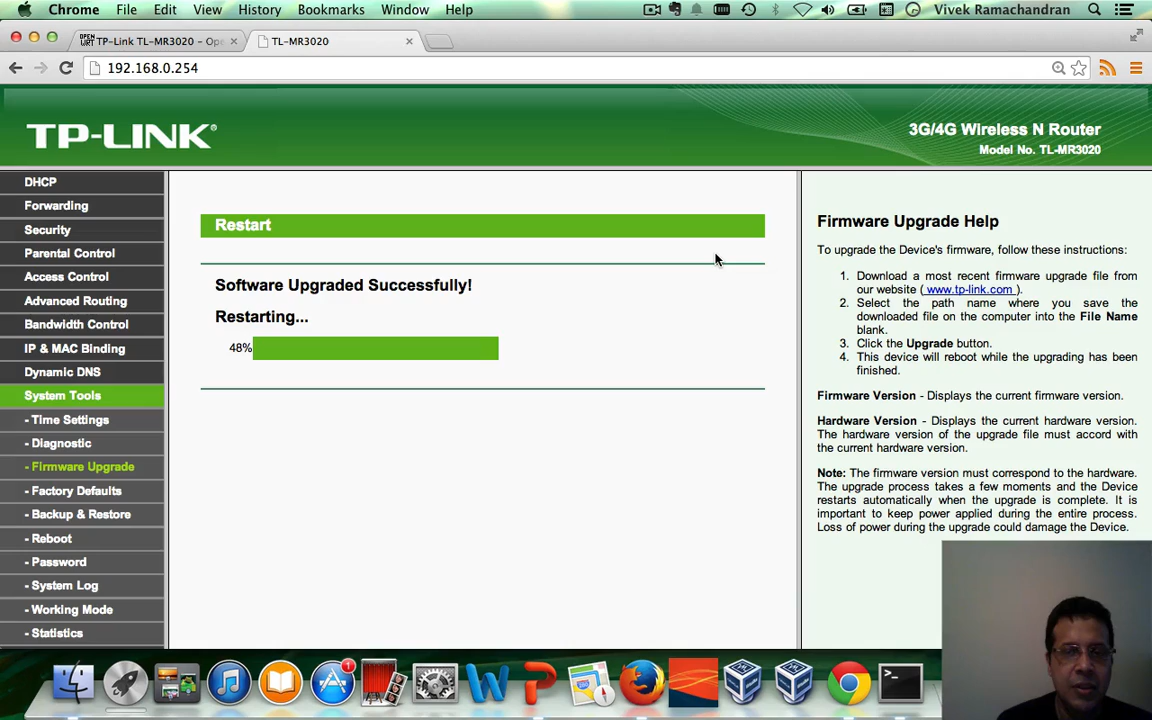 Chrome File Edit View History Bookmarks Window Help Vivek Ramachandran
OPEN WRT TP-Link TL-MR3020 – Ope
TL-MR3020
192.168.0.254
TP-LINK®
3G/4G Wireless N Router
Model No. TL-MR3020
DHCP
Forwarding
Security
Parental Control
Access Control
Advanced Routing
Bandwidth Control
IP & MAC Binding
Dynamic DNS
System Tools
- Time Settings
- Diagnostic
- Firmware Upgrade
- Factory Defaults
- Backup & Restore
- Reboot
- Password
- System Log
- Working Mode
- Statistics
Restart
Software Upgraded Successfully!
Restarting...
48%
Firmware Upgrade Help
To upgrade the Device's firmware, follow these instructions:
1. Download a most recent firmware upgrade file from
our website ( www.tp-link.com ).
2. Select the path name where you save the
downloaded file on the computer into the File Name
blank.
3. Click the Upgrade button.
4. This device will reboot while the upgrading has been
finished.
Firmware Version - Displays the current firmware version.
Hardware Version - Displays the current hardware version.
The hardware version of the upgrade file must accord with
the current hardware version.
Note: The firmware version must correspond to the hardware.
The upgrade process takes a few moments and the Device
restarts automatically when the upgrade is complete. It is
important to keep power applied during the entire process.
Loss of power during the upgrade could damage the Device.
1